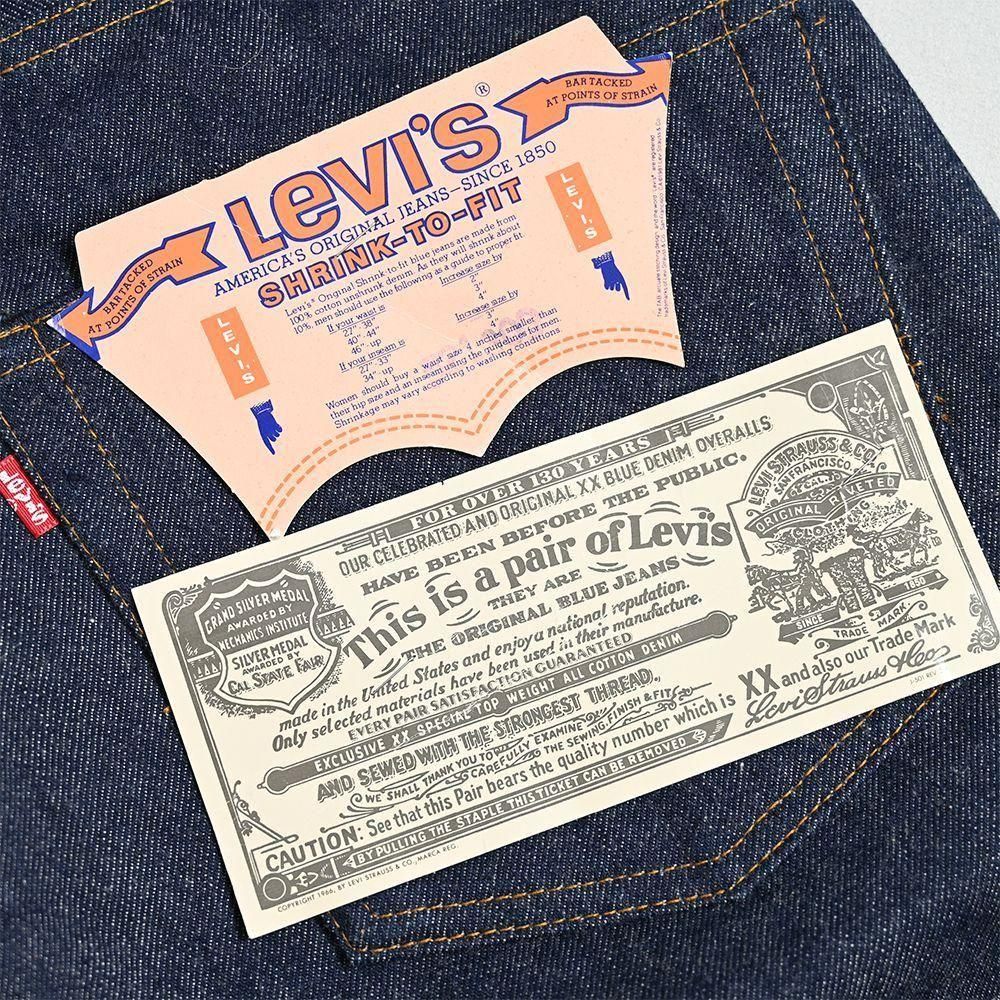 Levi's®
BAR TACKED
AT POINTS OF STRAIN
BAR TACKED
AT POINTS OF STRAIN
AMERICA'S ORIGINAL JEANS—SINCE 1850
SHRINK-TO-FIT
Levi's® Original Shrink-to-fit blue jeans are made from
100% cotton unshrunk denim. As they will shrink about
10% men should use the following as a guide to proper fit.
If your waist is
Increase size by
27"-38"
2"
40"-44"
3"
46"-up
4"
If your inseam is
Increase size by
27"-33"
3"
34"-up
4"
Women should buy a waist size 4 inches smaller than
their hip size and an inseam using the guidelines for men.
Shrinkage may vary according to washing conditions.
LEVI'S
LEVI'S
LEVI'S
FOR OVER 130 YEARS
OUR CELEBRATED AND ORIGINAL XX BLUE DENIM OVERALLS
HAVE BEEN BEFORE THE PUBLIC.
This is a pair of Levi's
THEY ARE
THE ORIGINAL BLUE JEANS
made in the United States and enjoy a national reputation.
Only selected materials have been used in their manufacture.
EVERY PAIR SATISFACTION GUARANTEED
EXCLUSIVE XX SPECIAL TOP WEIGHT ALL COTTON DENIM
AND SEWED WITH THE STRONGEST THREAD.
WE SHALL THANK YOU TO CAREFULLY EXAMINE THE SEWING FINISH & FIT
CAUTION: See that this Pair bears the quality number which is XX and also our Trade Mark
Levi Strauss & Co
BY PULLING THE STAPLE THIS TICKET CAN BE REMOVED
COPYRIGHT 1966, BY LEVI STRAUSS & CO., MARCA REG.
J-501 REV
GRAND SILVER MEDAL
AWARDED BY
MECHANICS INSTITUTE
SILVER MEDAL
AWARDED BY
CAL STATE FAIR
LEVI STRAUSS & CO.
SAN FRANCISCO,
CAL.
ORIGINAL RIVETED
CLOTHING
SINCE 1850
TRADE MARK